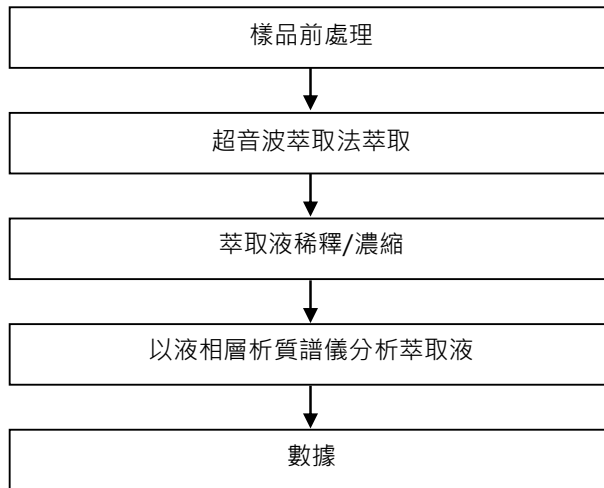 樣品前處理
超音波萃取法萃取
萃取液稀釋/濃縮
以液相層析質譜儀分析萃取液
數據